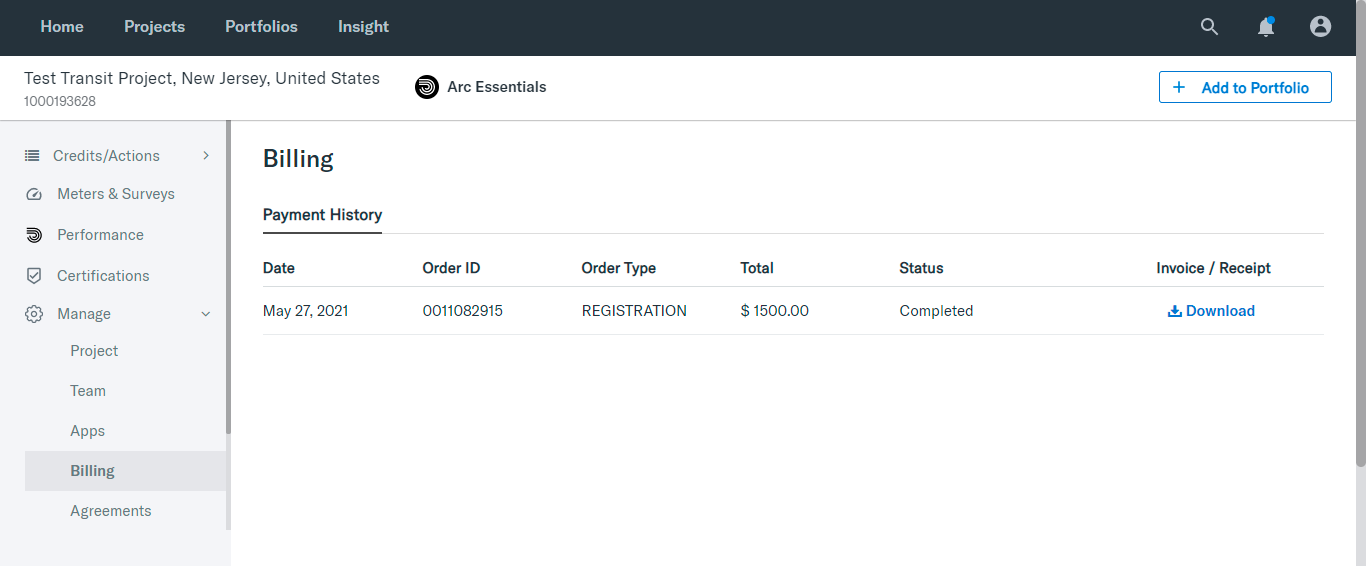 Home Projects Portfolios Insight
Test Transit Project, New Jersey, United States
1000193628
Arc Essentials
+ Add to Portfolio
Credits/Actions
Meters & Surveys
Performance
Certifications
Manage
Project
Team
Apps
Billing
Agreements
Billing
Payment History
Date Order ID Order Type Total Status Invoice / Receipt
May 27, 2021 0011082915 REGISTRATION $ 1500.00 Completed Download